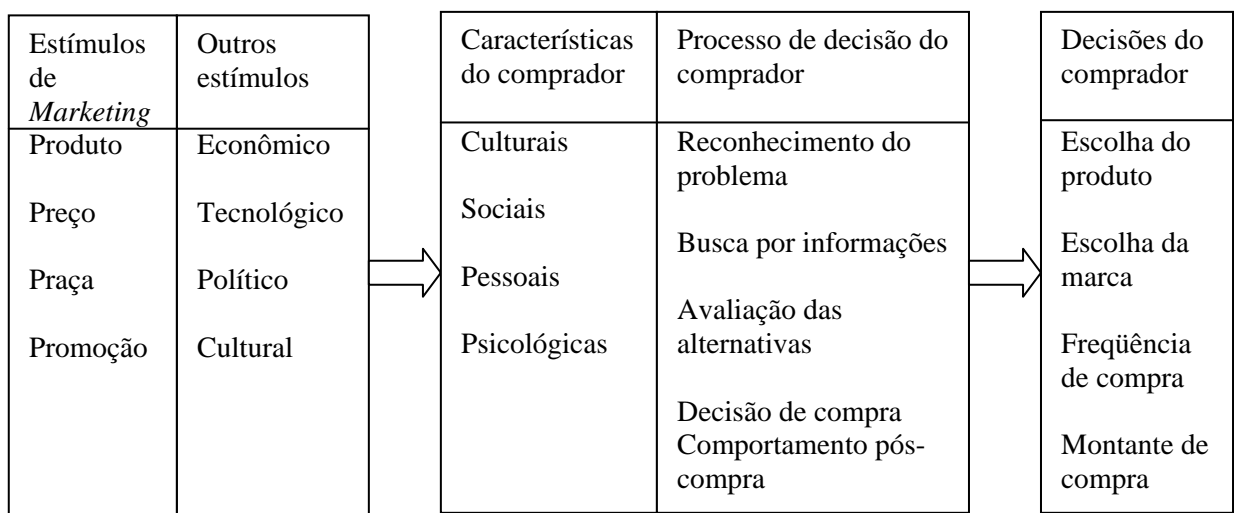 Estímulos
de
Marketing
Outros
estímulos
Produto
Preço
Praça
Promoção
Econômico
Tecnológico
Político
Cultural
Características
do comprador
Processo de decisão do
comprador
Culturais
Sociais
Pessoais
Psicológicas
Reconhecimento do
problema
Busca por informações
Avaliação das
alternativas
Decisão de compra
Comportamento pós-
compra
Decisões do
comprador
Escolha do
produto
Escolha da
marca
Freqüência
de compra
Montante de
compra